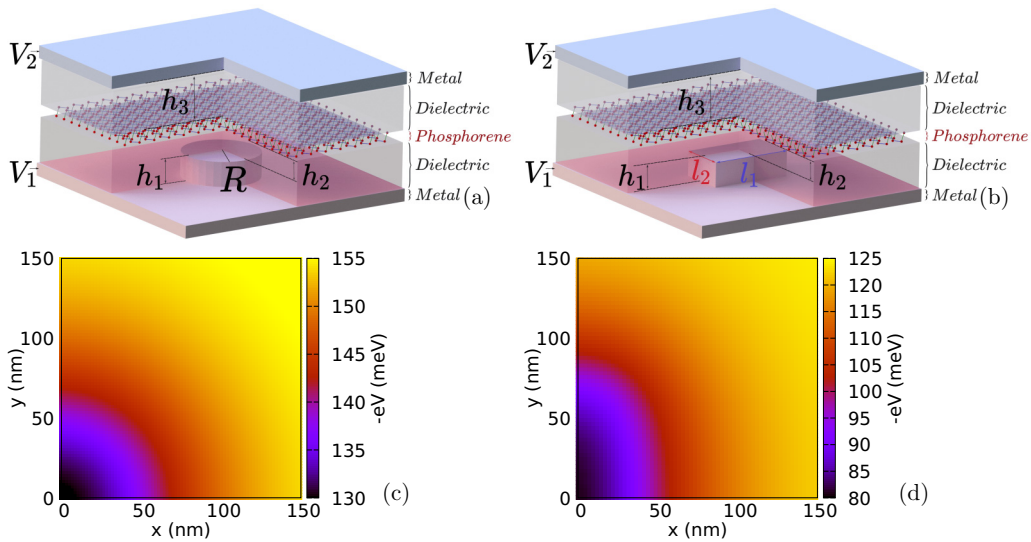 V2
h3
Metal
Dielectric
Phosphorene
Dielectric
Metal
V1
h1
R
h2
(a)
V2
h3
Metal
Dielectric
Phosphorene
Dielectric
Metal
V1
h1
l2
l1
h2
(b)
150
100
50
0
y (nm)
0 50 100 150
x (nm)
155
150
145
140
135
130
-eV (meV)
(c)
150
100
50
0
y (nm)
0 50 100 150
x (nm)
125
120
115
110
105
100
95
90
85
80
-eV (meV)
(d)